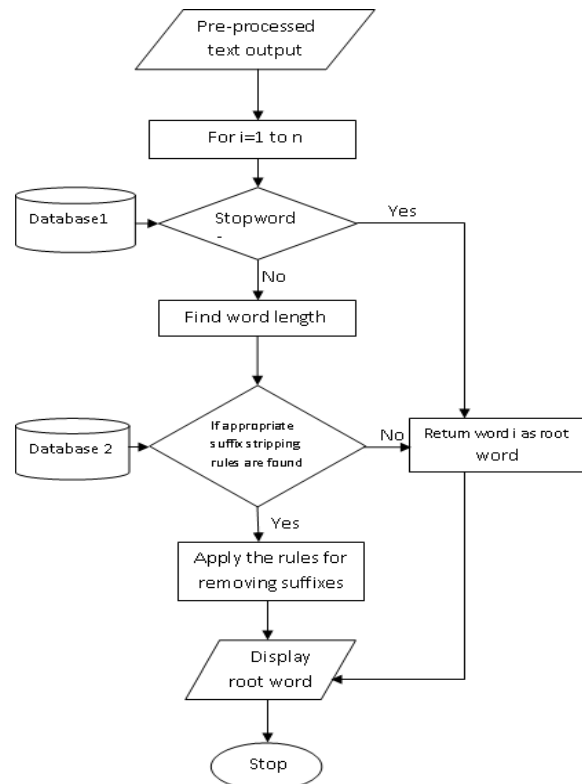 Pre-processed
text output
For i=1 to n
Database1
Stopword
-
Yes
No
Find word length
Database 2
If appropriate
suffix stripping
rules are found
No
Return word i as root
word
Yes
Apply the rules for
removing suffixes
Display
root word
Stop